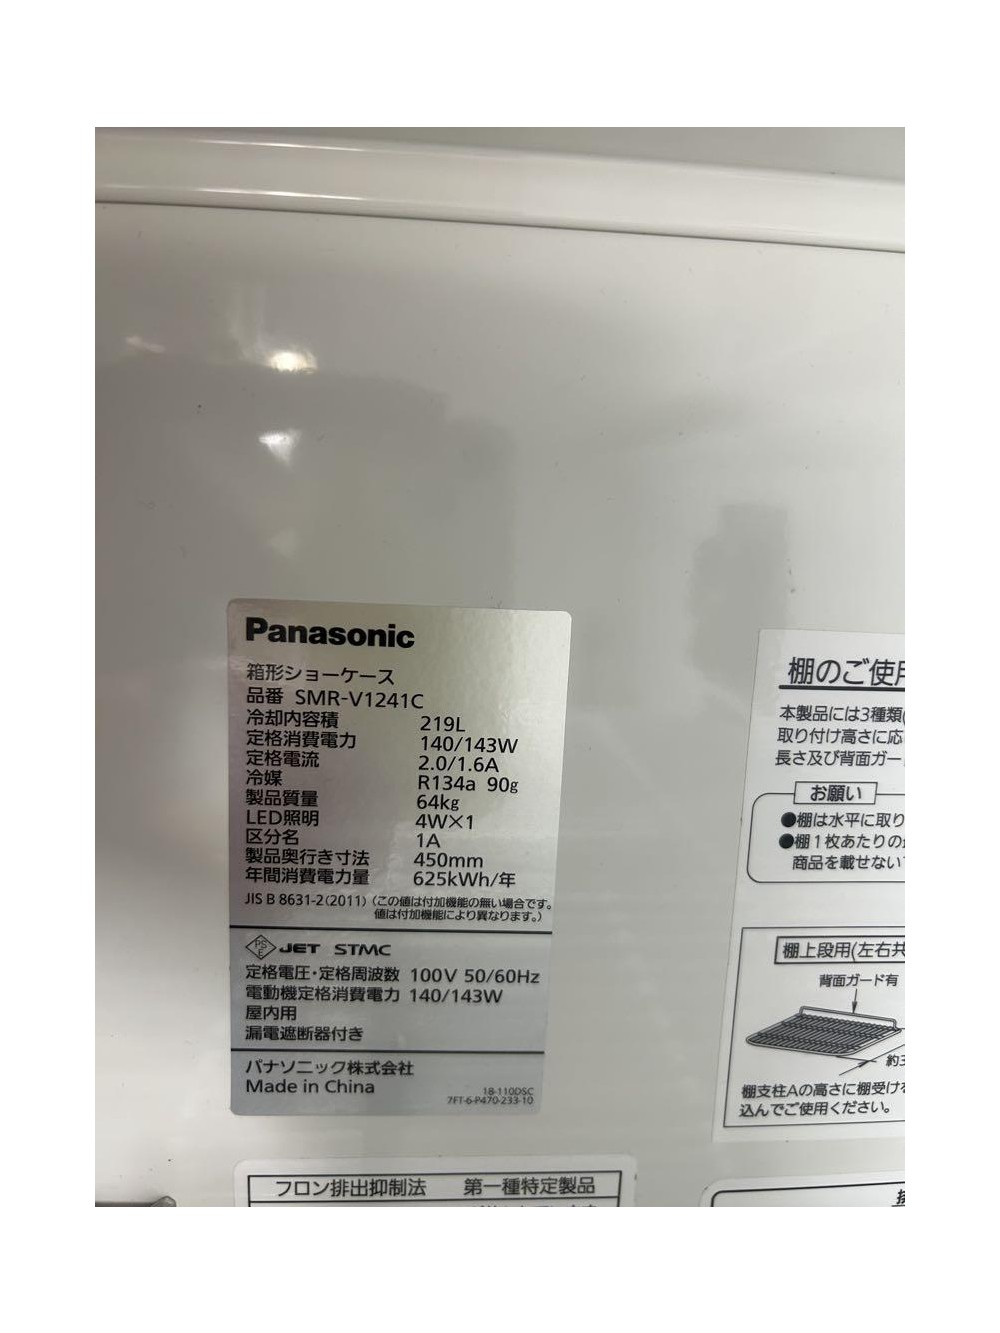 Panasonic
箱形ショーケース
品番 SMR-V1241C
冷却内容積 219L
定格消費電力 140/143W
定格電流 2.0/1.6A
冷媒 R134a 90g
製品質量 64kg
LED照明 4W×1
区分名 1A
製品奥行き寸法 450mm
年間消費電力量 625kWh/年
JIS B 8631-2(2011) (この値は付加機能の無い場合です。
値は付加機能により異なります。)
PS
E
JET STMC
定格電圧・定格周波数 100V 50/60Hz
電動機定格消費電力 140/143W
屋内用
漏電遮断器付き
パナソニック株式会社
Made in China
18-110DSC
7FT-6-P470-233-10
フロン排出抑制法 第一種特定製品
棚のご使用
本製品には3種類(
取り付け高さに応
長さ及び背面ガー
お願い
●棚は水平に取り
●棚1枚あたりの
商品を載せない
棚上段用(左右共
背面ガード有
約3
棚支柱Aの高さに棚受けを
込んでご使用ください。